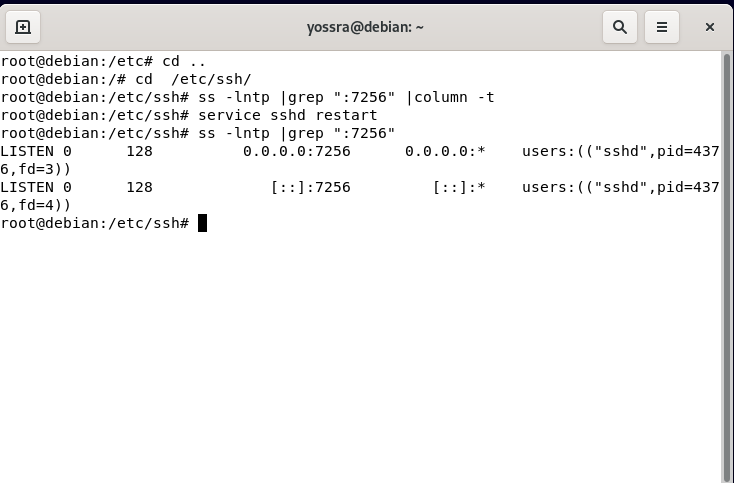 yossra@debian: ~
root@debian:/etc# cd ..
root@debian:/# cd  /etc/ssh/
root@debian:/etc/ssh# ss -lntp |grep ":7256" |column -t
root@debian:/etc/ssh# service sshd restart
root@debian:/etc/ssh# ss -lntp |grep ":7256"
LISTEN 0      128          0.0.0.0:7256      0.0.0.0:*    users:(("sshd",pid=437
6,fd=3))
LISTEN 0      128             [::]:7256         [::]:*    users:(("sshd",pid=437
6,fd=4))
root@debian:/etc/ssh#